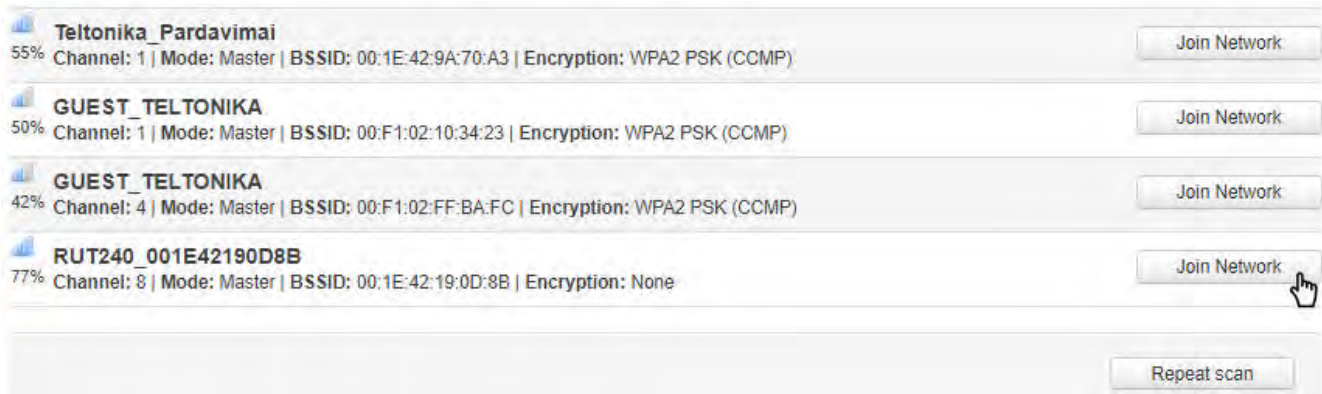 Teltonika_Pardavimai
55% Channel: 1 | Mode: Master | BSSID: 00:1E:42:9A:70:A3 | Encryption: WPA2 PSK (CCMP)
Join Network
GUEST_TELTONIKA
50% Channel: 1 | Mode: Master | BSSID: 00:F1:02:10:34:23 | Encryption: WPA2 PSK (CCMP)
Join Network
GUEST_TELTONIKA
42% Channel: 4 | Mode: Master | BSSID: 00:F1:02:FF:BA:FC | Encryption: WPA2 PSK (CCMP)
Join Network
RUT240_001E42190D8B
77% Channel: 8 | Mode: Master | BSSID: 00:1E:42:19:0D:8B | Encryption: None
Join Network
Repeat scan